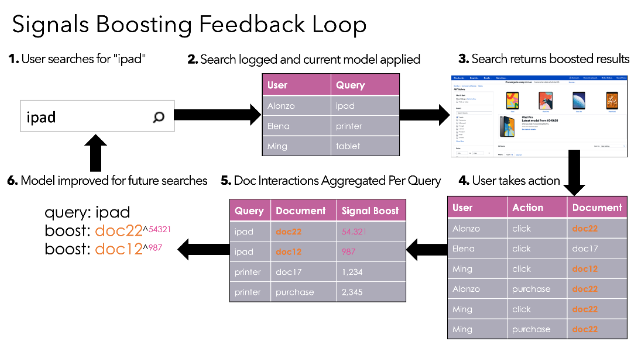 Signals Boosting Feedback Loop
1. User searches for "ipad"
2. Search logged and current model applied
3. Search returns boosted results
ipad
User Query
Alonzo ipad
Elena printer
Ming tablet
6. Model improved for future searches
5. Doc Interactions Aggregated Per Query
4. User takes action
query: ipad
boost: doc22^54321
boost: doc12^987
Query Document Signal Boost
ipad doc22 54,321
ipad doc12 987
printer doc17 1,234
printer purchase 2,345
User Action Document
Alonzo click doc22
Elena click doc17
Ming click doc12
Alonzo purchase doc22
Ming click doc22
Ming purchase doc22